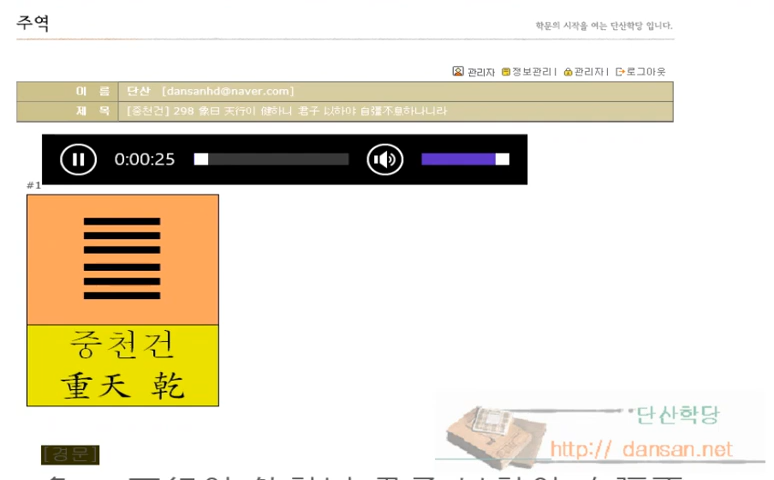 주역
학문의 시작을 여는 단산학당 입니다.
관리자 정보관리| 관리자| 로그아웃
이 름 단산 [dansanhd@naver.com]
제 목 [중천건] 298 象曰 天行이 健하니 君子 以하야 自彊不息하나니라
0:00:25
#1
중천건
重天 乾
단산학당
http:// dansan.net
[경문]